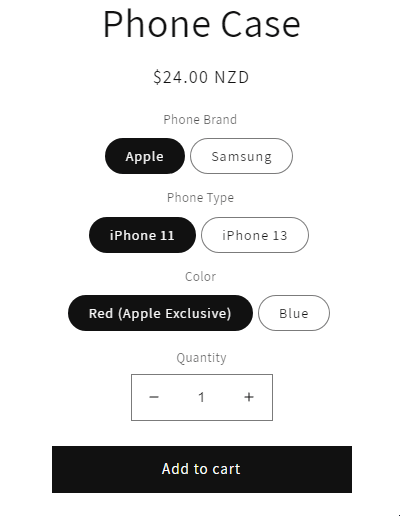 Phone Case
$24.00 NZD
Phone Brand
Apple Samsung
Phone Type
iPhone 11 iPhone 13
Color
Red (Apple Exclusive) Blue
Quantity
− 1 +
Add to cart